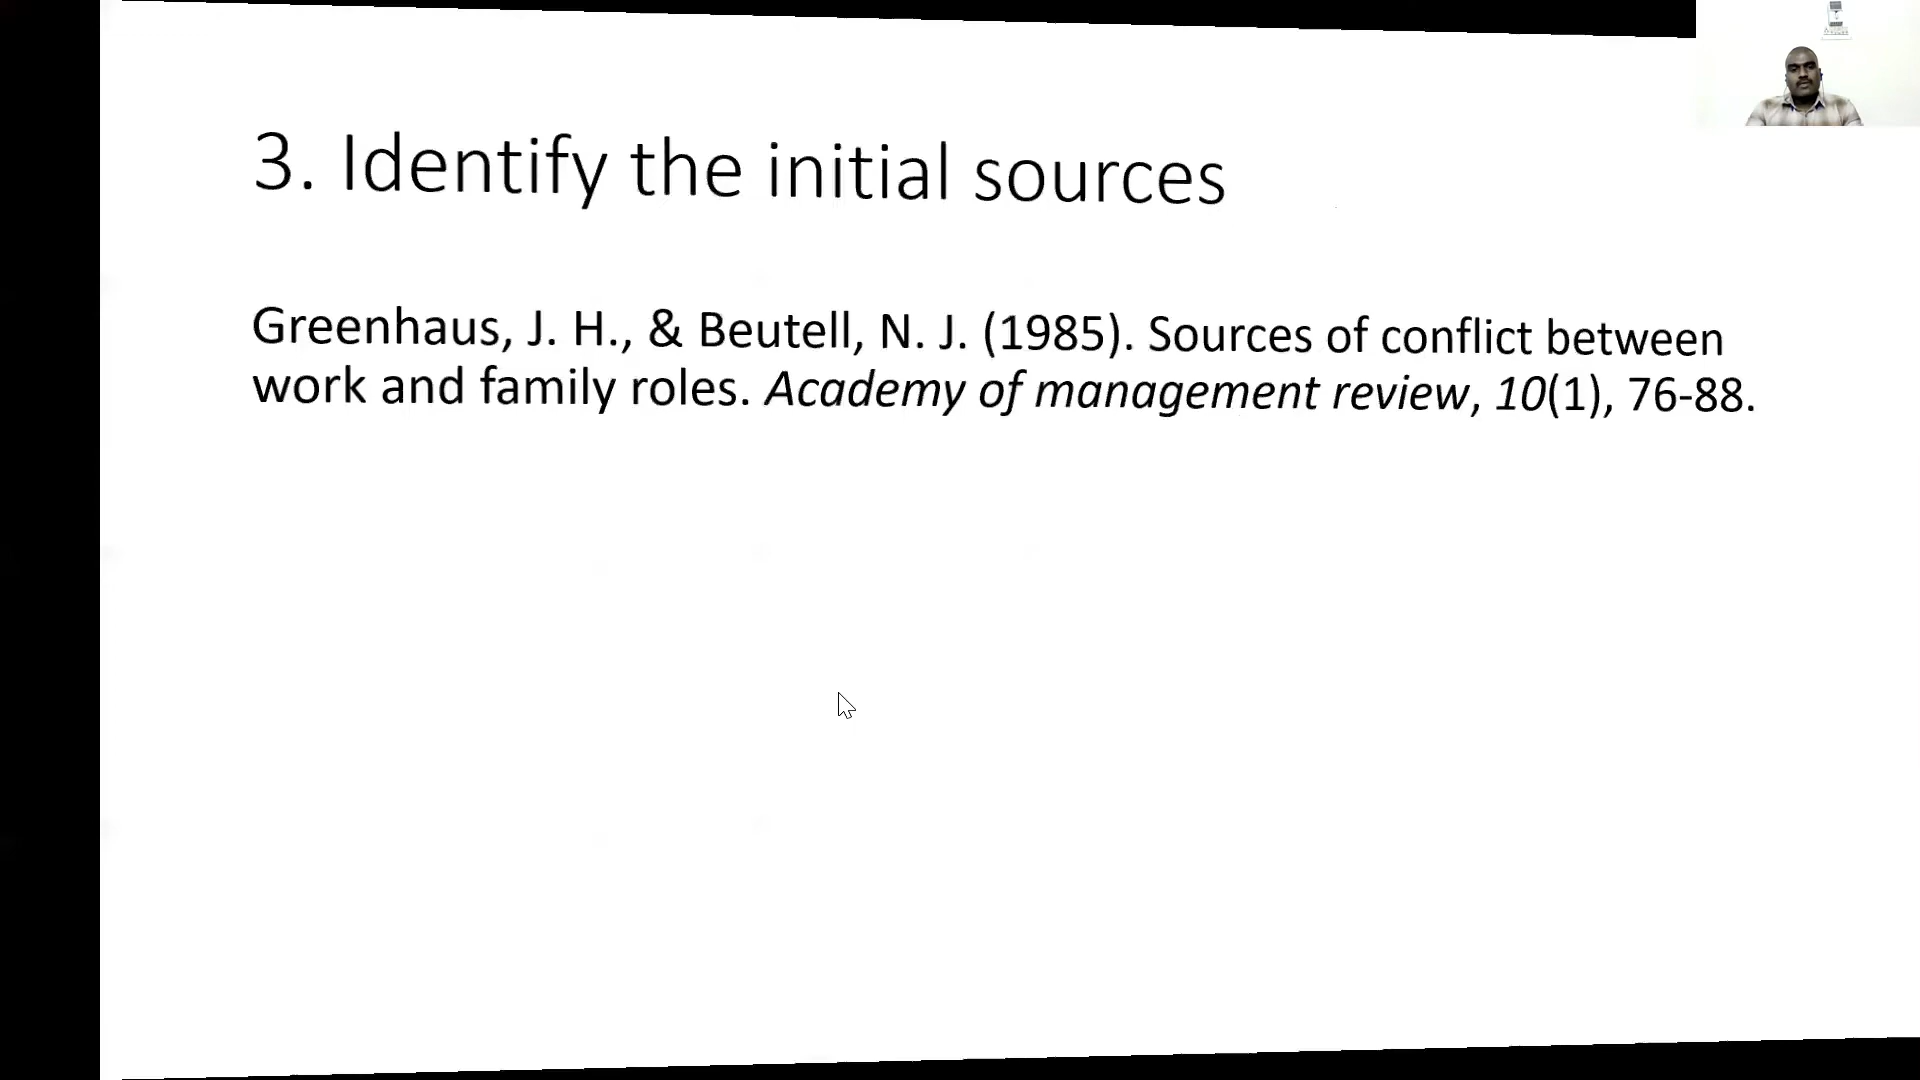 3. Identify the initial sources
Greenhaus, J. H., & Beutell, N. J. (1985). Sources of conflict between
work and family roles. Academy of management review, 10(1), 76-88.